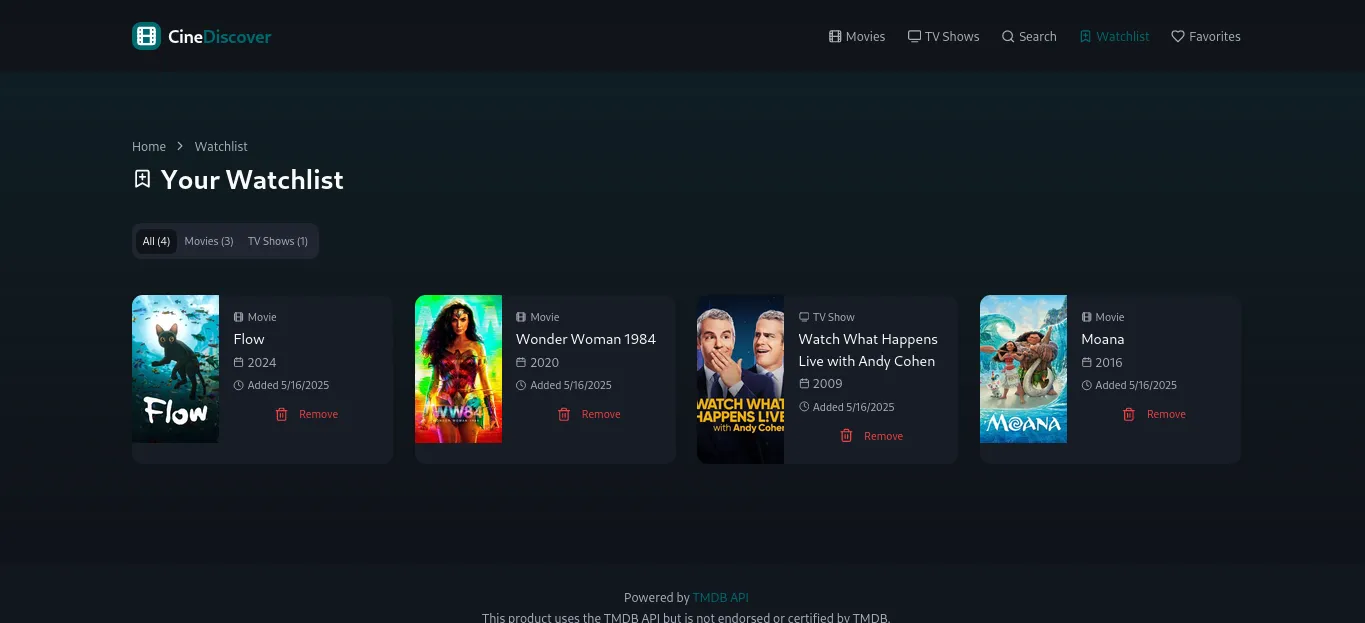 CineDiscover
Movies
TV Shows
Search
Watchlist
Favorites
Home
Watchlist
Your Watchlist
All (4)
Movies (3)
TV Shows (1)
Flow
Movie
Flow
2024
Added 5/16/2025
Remove
WW84
Movie
Wonder Woman 1984
2020
Added 5/16/2025
Remove
WATCH WHAT
HAPPENS L!VE
with Andy Cohen
TV Show
Watch What Happens
Live with Andy Cohen
2009
Added 5/16/2025
Remove
MOANA
Movie
Moana
2016
Added 5/16/2025
Remove
Powered by TMDB API
This product uses the TMDB API but is not endorsed or certified by TMDB.